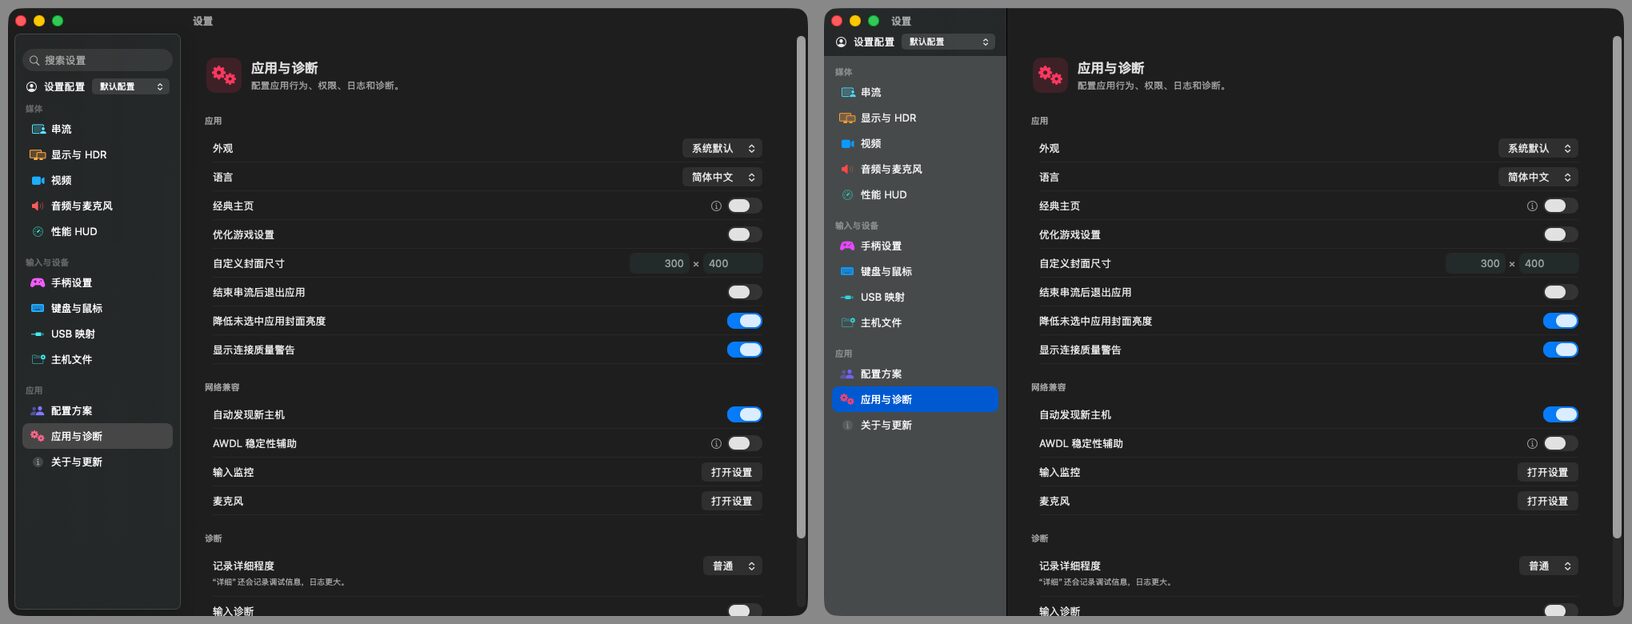 设置
搜索设置
设置配置 默认配置
媒体
串流
显示与 HDR
视频
音频与麦克风
性能 HUD
输入与设备
手柄设置
键盘与鼠标
USB 映射
主机文件
应用
配置方案
应用与诊断
关于与更新
应用与诊断
配置应用行为、权限、日志和诊断。
应用
外观 系统默认
语言 简体中文
经典主页
优化游戏设置
自定义封面尺寸 300 × 400
结束串流后退出应用
降低未选中应用封面亮度
显示连接质量警告
网络兼容
自动发现新主机
AWDL 稳定性辅助
输入监控 打开设置
麦克风 打开设置
诊断
记录详细程度 普通
“详细”还会记录调试信息，日志更大。
输入诊断
设置
设置配置 默认配置
媒体
串流
显示与 HDR
视频
音频与麦克风
性能 HUD
输入与设备
手柄设置
键盘与鼠标
USB 映射
主机文件
应用
配置方案
应用与诊断
关于与更新
应用与诊断
配置应用行为、权限、日志和诊断。
应用
外观 系统默认
语言 简体中文
经典主页
优化游戏设置
自定义封面尺寸 300 × 400
结束串流后退出应用
降低未选中应用封面亮度
显示连接质量警告
网络兼容
自动发现新主机
AWDL 稳定性辅助
输入监控 打开设置
麦克风 打开设置
诊断
记录详细程度 普通
“详细”还会记录调试信息，日志更大。
输入诊断